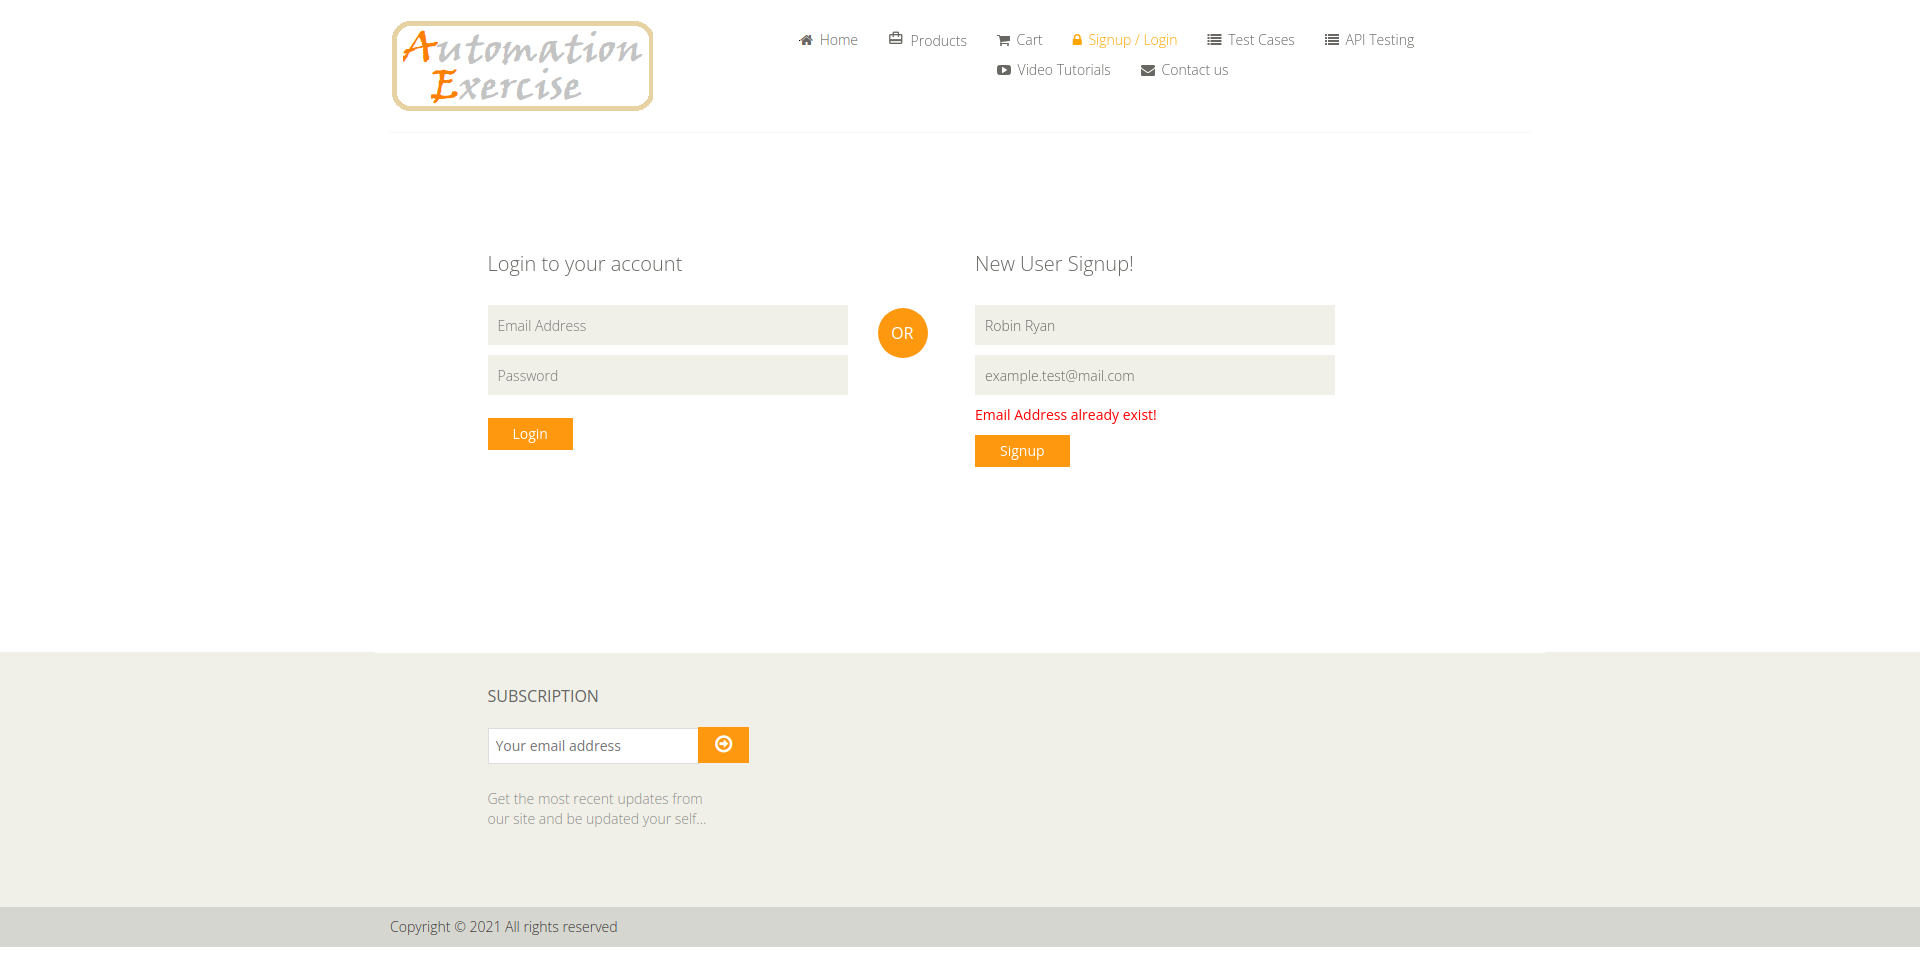 Automation
Exercise
Home
Products
Cart
Signup / Login
Test Cases
API Testing
Video Tutorials
Contact us
Login to your account
Email Address
Password
Login
OR
New User Signup!
Robin Ryan
example.test@mail.com
Email Address already exist!
Signup
SUBSCRIPTION
Your email address
Get the most recent updates from
our site and be updated your self...
Copyright © 2021 All rights reserved